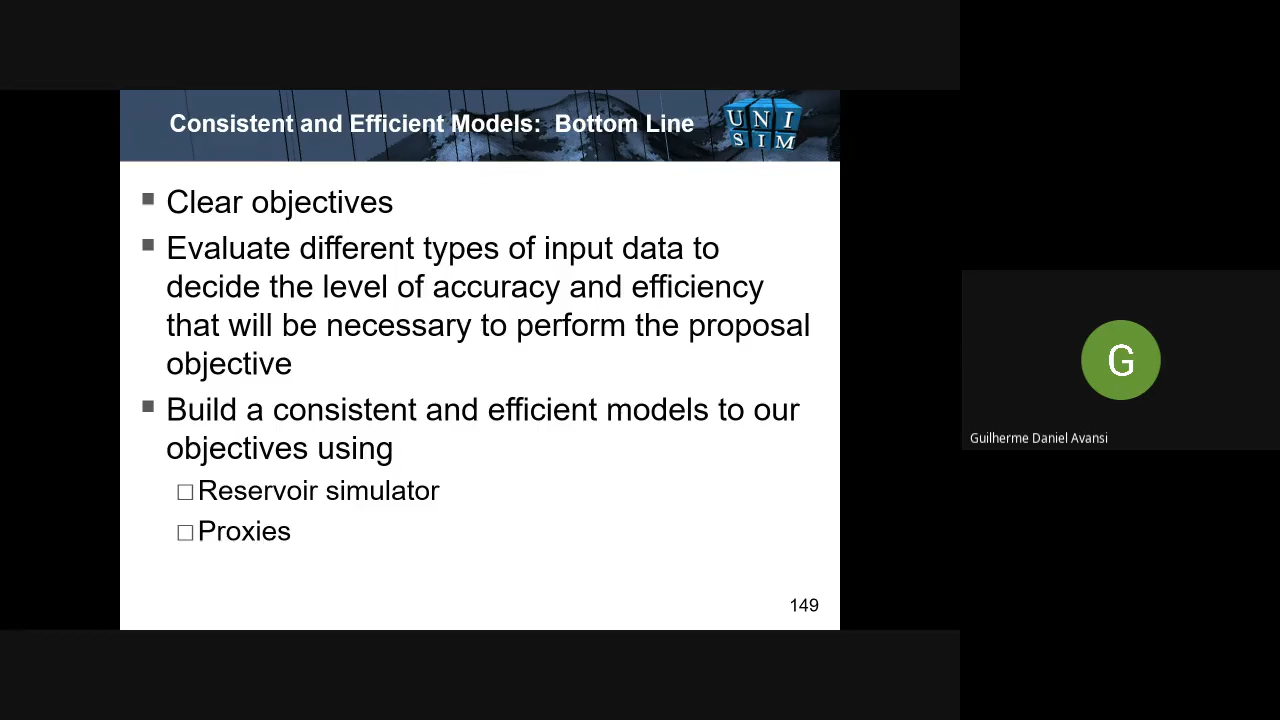 Consistent and Efficient Models: Bottom Line
UNI
SIM
Clear objectives
Evaluate different types of input data to
decide the level of accuracy and efficiency
that will be necessary to perform the proposal
objective
Build a consistent and efficient models to our
objectives using
Reservoir simulator
Proxies
149
G
Guilherme Daniel Avansi